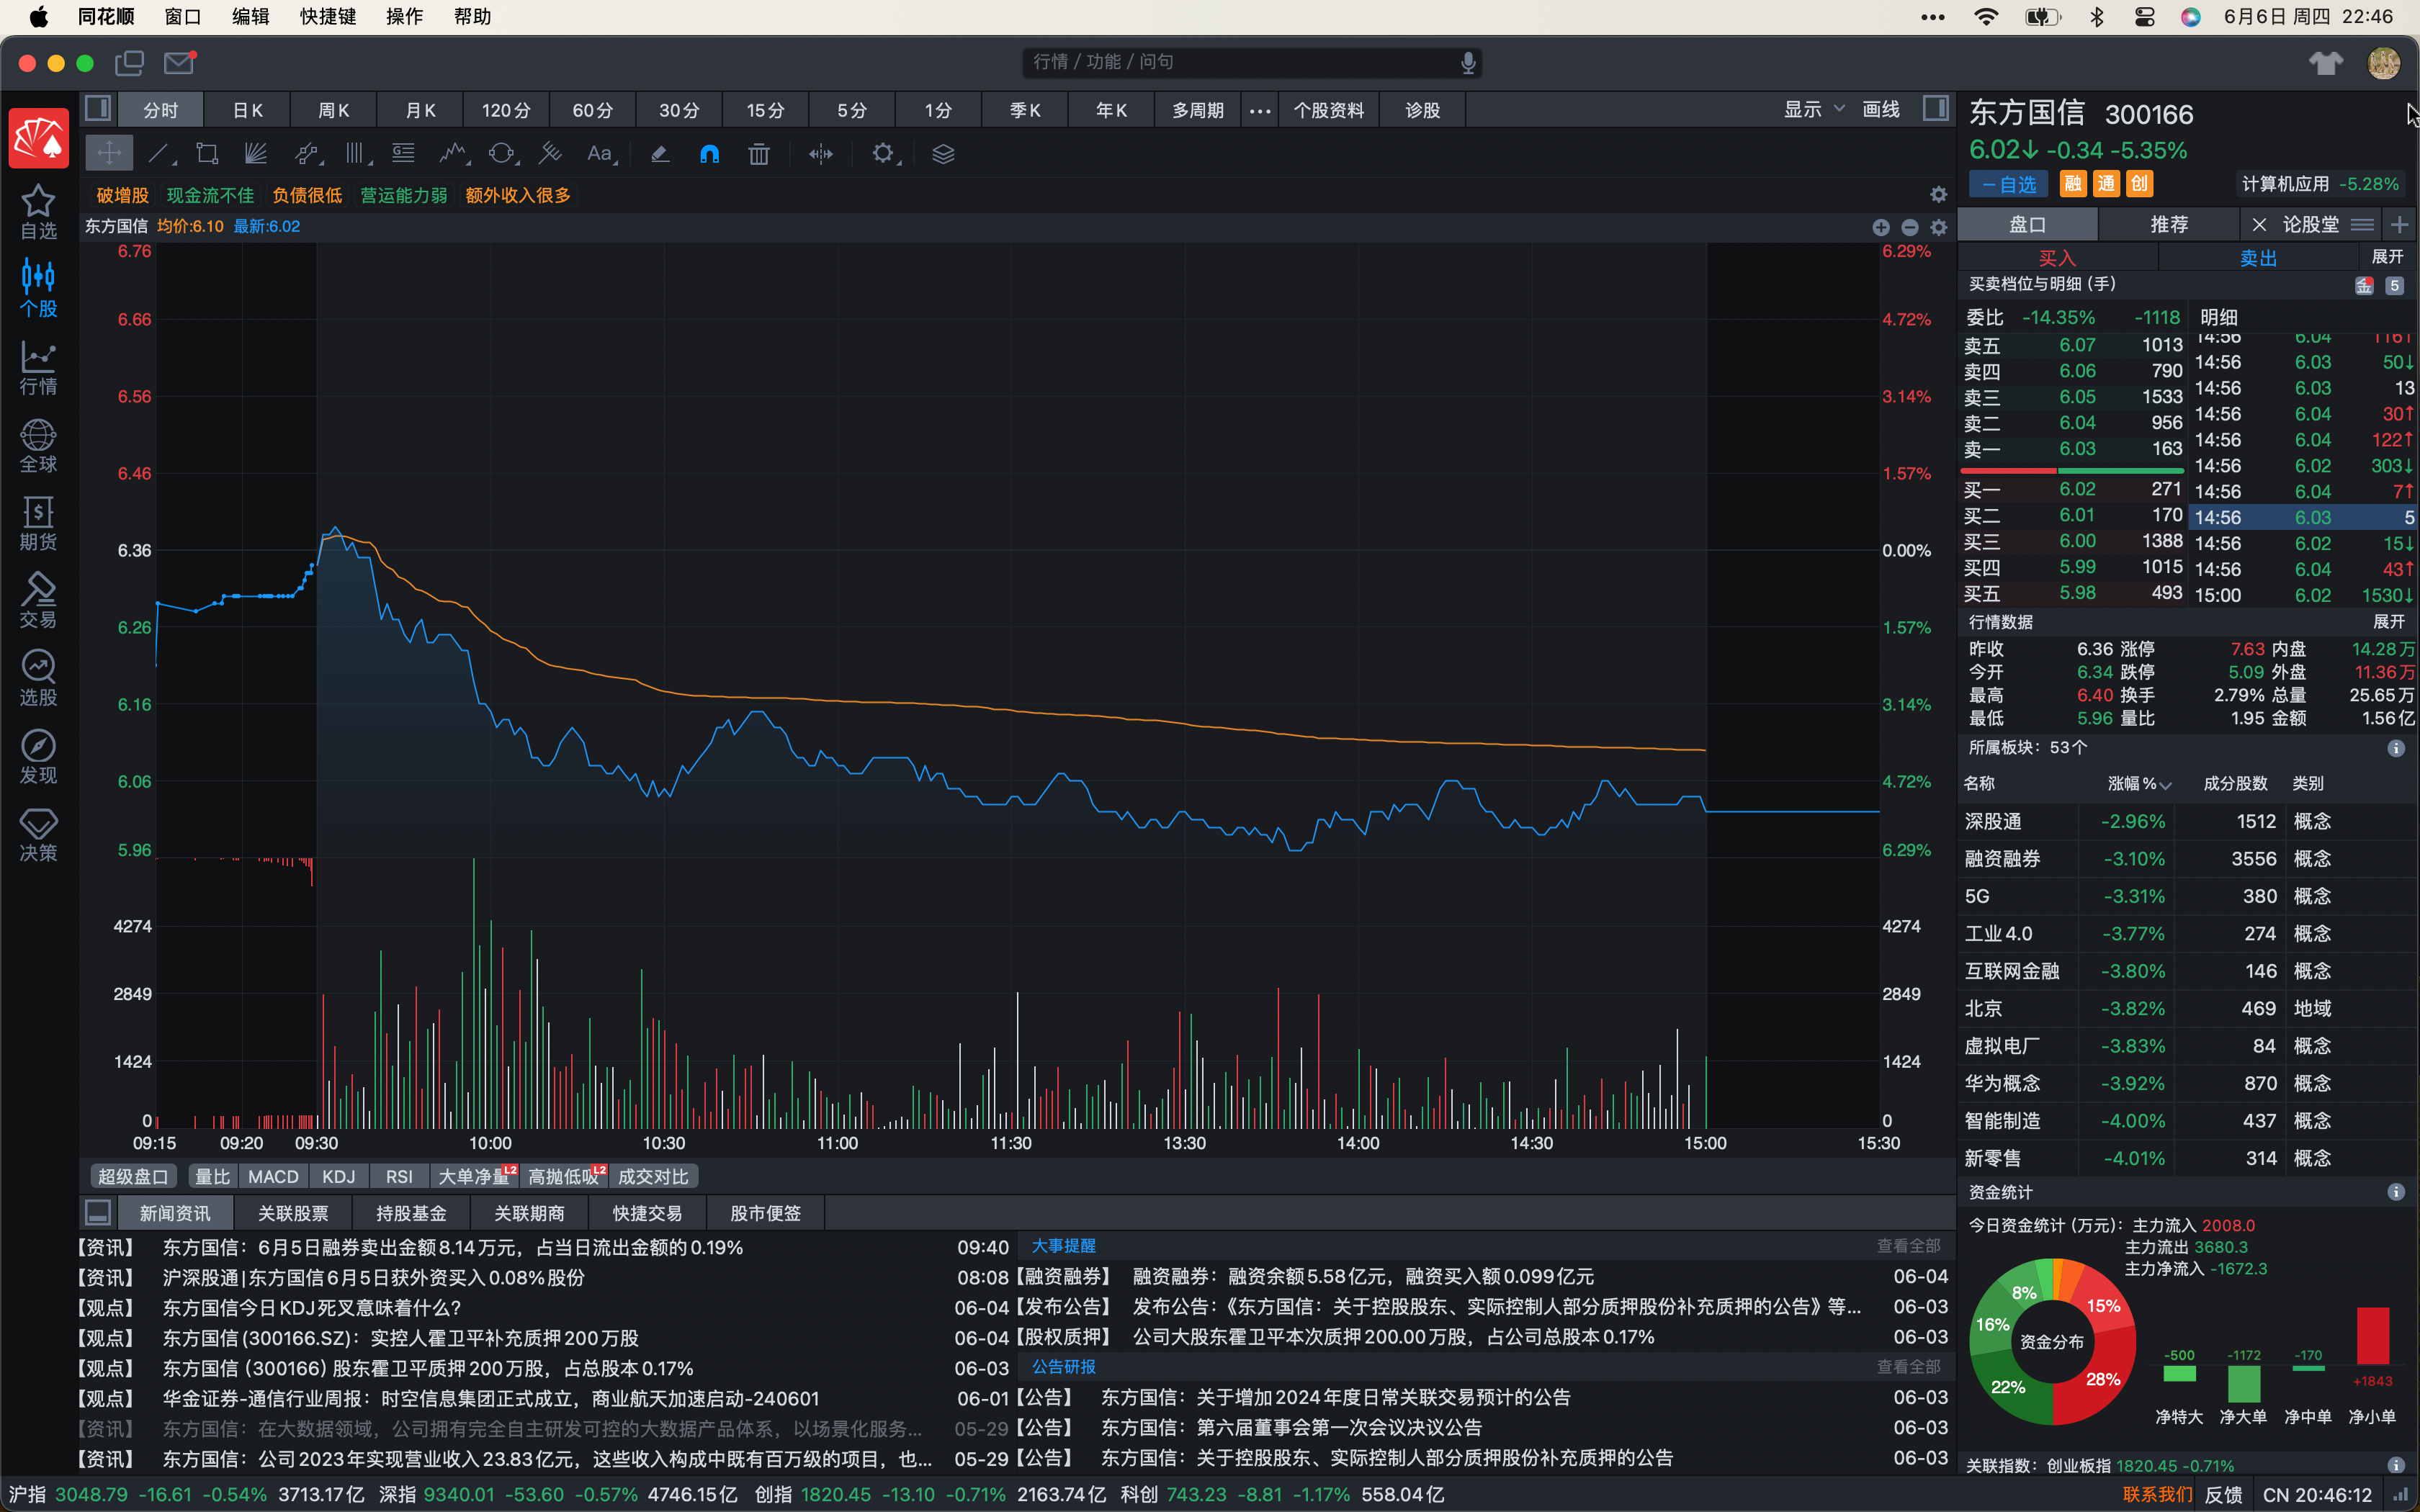 同花顺 窗口 编辑 快捷键 操作 帮助 6月6日 周四 22:46
行情 / 功能 / 问句
分时 日K 周K 月K 120分 60分 30分 15分 5分 1分 季K 年K 多周期 ••• 个股资料 诊股 显示 画线
Aa
破增股 现金流不佳 负债很低 营运能力弱 额外收入很多
东方国信 均价:6.10 最新:6.02
自选
个股
行情
全球
期货
交易
选股
发现
决策
6.76 6.29%
6.66 4.72%
6.56 3.14%
6.46 1.57%
6.36 0.00%
6.26 1.57%
6.16 3.14%
6.06 4.72%
5.96 6.29%
4274 4274
2849 2849
1424 1424
0 0
09:15 09:20 09:30 10:00 10:30 11:00 11:30 13:30 14:00 14:30 15:00 15:30
超级盘口 量比 MACD KDJ RSI 大单净量 L2 高抛低吸 L2 成交对比
新闻资讯 关联股票 持股基金 关联期商 快捷交易 股市便签
【资讯】 东方国信：6月5日融券卖出金额8.14万元，占当日流出金额的0.19% 09:40
【资讯】 沪深股通|东方国信6月5日获外资买入0.08%股份 08:08
【观点】 东方国信今日KDJ死叉意味着什么? 06-04
【观点】 东方国信(300166.SZ)：实控人霍卫平补充质押200万股 06-04
【观点】 东方国信 (300166) 股东霍卫平质押200万股，占总股本0.17% 06-03
【观点】 华金证券-通信行业周报：时空信息集团正式成立，商业航天加速启动-240601 06-01
【资讯】 东方国信：在大数据领域，公司拥有完全自主研发可控的大数据产品体系，以场景化服务... 05-29
【资讯】 东方国信：公司2023年实现营业收入23.83亿元，这些收入构成中既有百万级的项目，也... 05-29
大事提醒 查看全部
【融资融券】 融资融券：融资余额5.58亿元，融资买入额0.099亿元 06-04
【发布公告】 发布公告：《东方国信：关于控股股东、实际控制人部分质押股份补充质押的公告》等... 06-03
【股权质押】 公司大股东霍卫平本次质押200.00万股，占公司总股本0.17% 06-03
公告研报 查看全部
【公告】 东方国信：关于增加2024年度日常关联交易预计的公告 06-03
【公告】 东方国信：第六届董事会第一次会议决议公告 06-03
【公告】 东方国信：关于控股股东、实际控制人部分质押股份补充质押的公告 06-03
东方国信 300166
6.02↓ -0.34 -5.35%
－自选 融 通 创 计算机应用 -5.28%
盘口 推荐 × 论股堂 +
买入 卖出 展开
买卖档位与明细 (手) 金 5
委比 -14.35% -1118 明细
卖五 6.07 1013
卖四 6.06 790
卖三 6.05 1533
卖二 6.04 956
卖一 6.03 163
买一 6.02 271
买二 6.01 170
买三 6.00 1388
买四 5.99 1015
买五 5.98 493
14:56 6.04 116↑
14:56 6.03 50↓
14:56 6.03 13
14:56 6.04 30↑
14:56 6.04 122↑
14:56 6.02 303↓
14:56 6.04 7↑
14:56 6.03 5
14:56 6.02 15↓
14:56 6.04 43↑
15:00 6.02 1530↓
行情数据 展开
昨收 6.36 涨停 7.63 内盘 14.28万
今开 6.34 跌停 5.09 外盘 11.36万
最高 6.40 换手 2.79% 总量 25.65万
最低 5.96 量比 1.95 金额 1.56亿
所属板块：53个
名称 涨幅% 成分股数 类别
深股通 -2.96% 1512 概念
融资融券 -3.10% 3556 概念
5G -3.31% 380 概念
工业4.0 -3.77% 274 概念
互联网金融 -3.80% 146 概念
北京 -3.82% 469 地域
虚拟电厂 -3.83% 84 概念
华为概念 -3.92% 870 概念
智能制造 -4.00% 437 概念
新零售 -4.01% 314 概念
资金统计
今日资金统计 (万元)：主力流入 2008.0
主力流出 3680.3
主力净流入 -1672.3
8% 15%
16% 资金分布
22% 28%
-500 -1172 -170 +1843
净特大 净大单 净中单 净小单
关联指数：创业板指 1820.45 -0.71%
沪指 3048.79 -16.61 -0.54% 3713.17亿 深指 9340.01 -53.60 -0.57% 4746.15亿 创指 1820.45 -13.10 -0.71% 2163.74亿 科创 743.23 -8.81 -1.17% 558.04亿 联系我们 反馈 CN 20:46:12